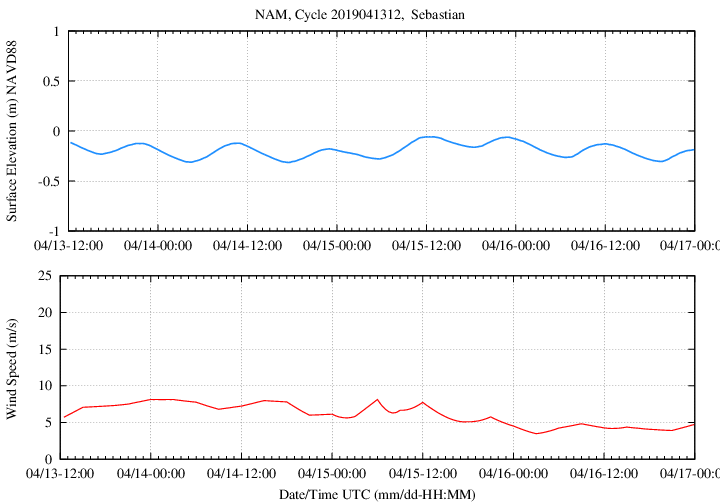 NAM, Cycle 2019041312, Sebastian
Surface Elevation (m) NAVD88
1
0.5
0
-0.5
-1
04/13-12:00 04/14-00:00 04/14-12:00 04/15-00:00 04/15-12:00 04/16-00:00 04/16-12:00 04/17-00:0
Wind Speed (m/s)
25
20
15
10
5
0
04/13-12:00 04/14-00:00 04/14-12:00 04/15-00:00 04/15-12:00 04/16-00:00 04/16-12:00 04/17-00:0
Date/Time UTC (mm/dd-HH:MM)